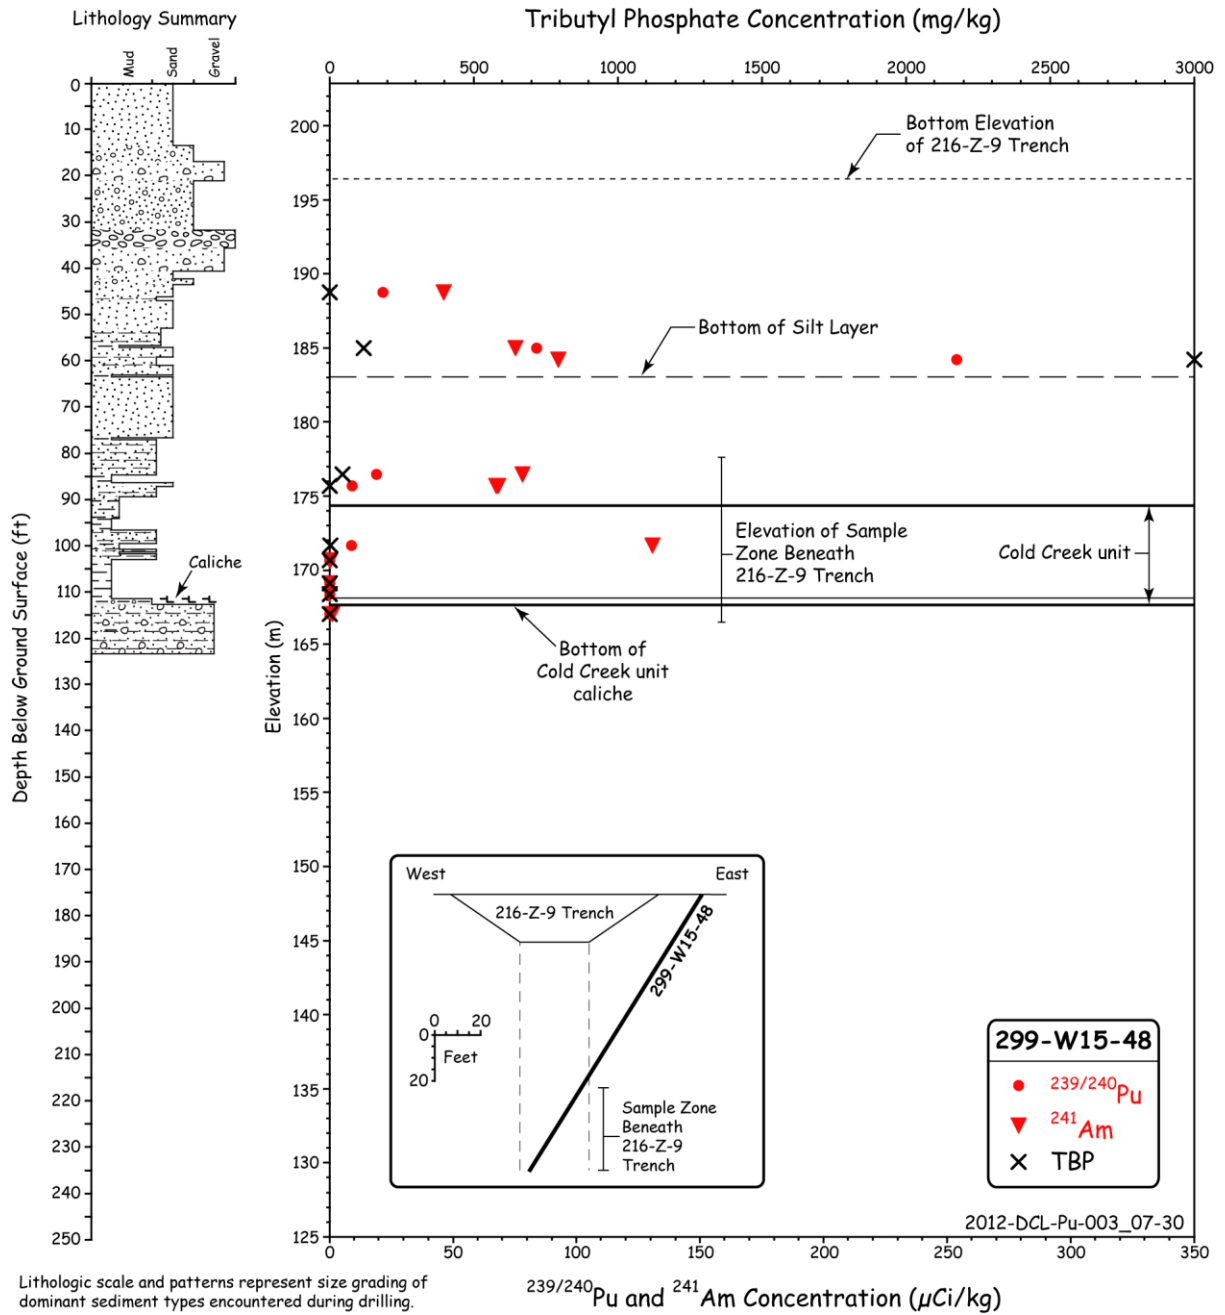 Lithology Summary
Mud
Sand
Gravel
Tributyl Phosphate Concentration (mg/kg)
0 500 1000 1500 2000 2500 3000
Depth Below Ground Surface (ft)
0
10
20
30
40
50
60
70
80
90
100
110
120
130
140
150
160
170
180
190
200
210
220
230
240
250
Caliche
Elevation (m)
200
195
190
185
180
175
170
165
160
155
150
145
140
135
130
125
Bottom Elevation
of 216-Z-9 Trench
Bottom of Silt Layer
Elevation of Sample
Zone Beneath
216-Z-9 Trench
Cold Creek unit
Bottom of
Cold Creek unit
caliche
West East
216-Z-9 Trench
299-W15-48
0 20
0
Feet
20
Sample Zone
Beneath
216-Z-9
Trench
299-W15-48
239/240Pu
241Am
TBP
2012-DCL-Pu-003_07-30
0 50 100 150 200 250 300 350
239/240Pu and 241Am Concentration (µCi/kg)
Lithologic scale and patterns represent size grading of
dominant sediment types encountered during drilling.